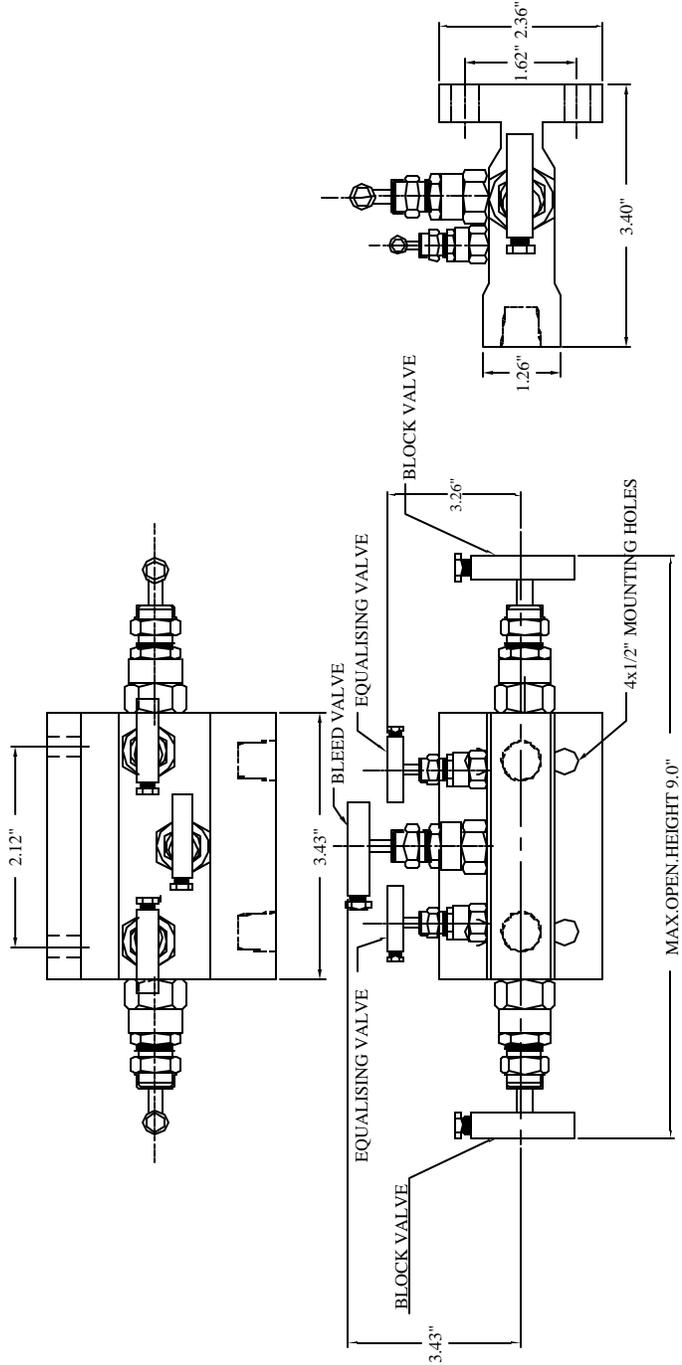 2.12"
3.43"
BLOCK VALVE
3.43"
EQUALISING VALVE
BLEED VALVE
EQUALISING VALVE
3.26"
BLOCK VALVE
4x1/2" MOUNTING HOLES
MAX.OPEN.HEIGHT 9.0"
1.26"
3.40"
1.62"
2.36"